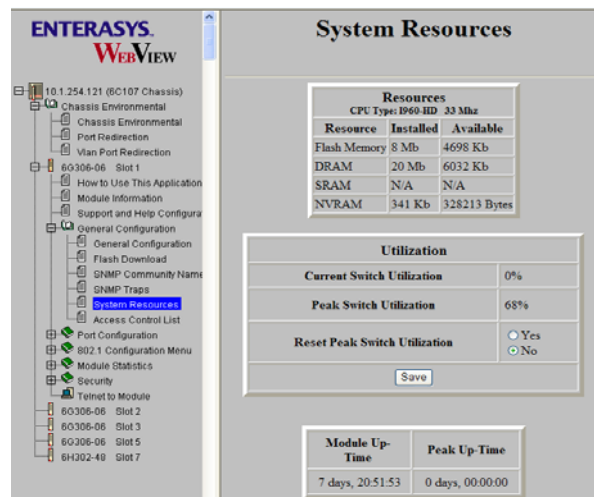 ENTERASYS.
WEBVIEW
10.1.254.121 (6C107 Chassis)
Chassis Environmental
Chassis Environmental
Port Redirection
Vlan Port Redirection
6G306-06 Slot 1
How to Use This Application
Module Information
Support and Help Configura
General Configuration
General Configuration
Flash Download
SNMP Community Name
SNMP Traps
System Resources
Access Control List
Port Configuration
802.1 Configuration Menu
Module Statistics
Security
Telnet to Module
6G306-06 Slot 2
6G306-06 Slot 3
6G306-06 Slot 5
6H302-48 Slot 7
System Resources
Resources
CPU Type: I960-HD 33 Mhz
Resource Installed Available
Flash Memory 8 Mb 4698 Kb
DRAM 20 Mb 6032 Kb
SRAM N/A N/A
NVRAM 341 Kb 328213 Bytes
Utilization
Current Switch Utilization 0%
Peak Switch Utilization 68%
Reset Peak Switch Utilization Yes
No
Save
Module Up-
Time
Peak Up-Time
7 days, 20:51:53 0 days, 00:00:00